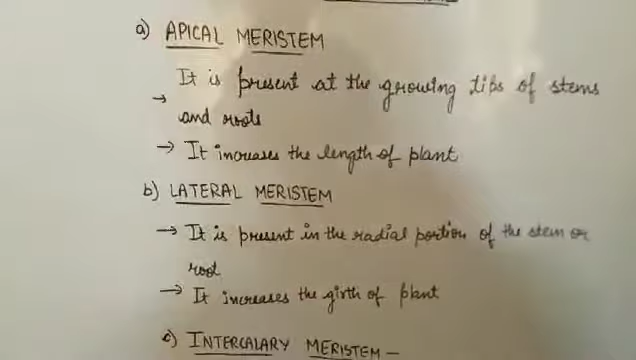 a) APICAL MERISTEM
It is present at the growing tips of stems
→ and roots
→ It increases the length of plant
b) LATERAL MERISTEM
→ It is present in the radial portion of the stem or
root
→ It increases the girth of plant
c) INTERCALARY MERISTEM –